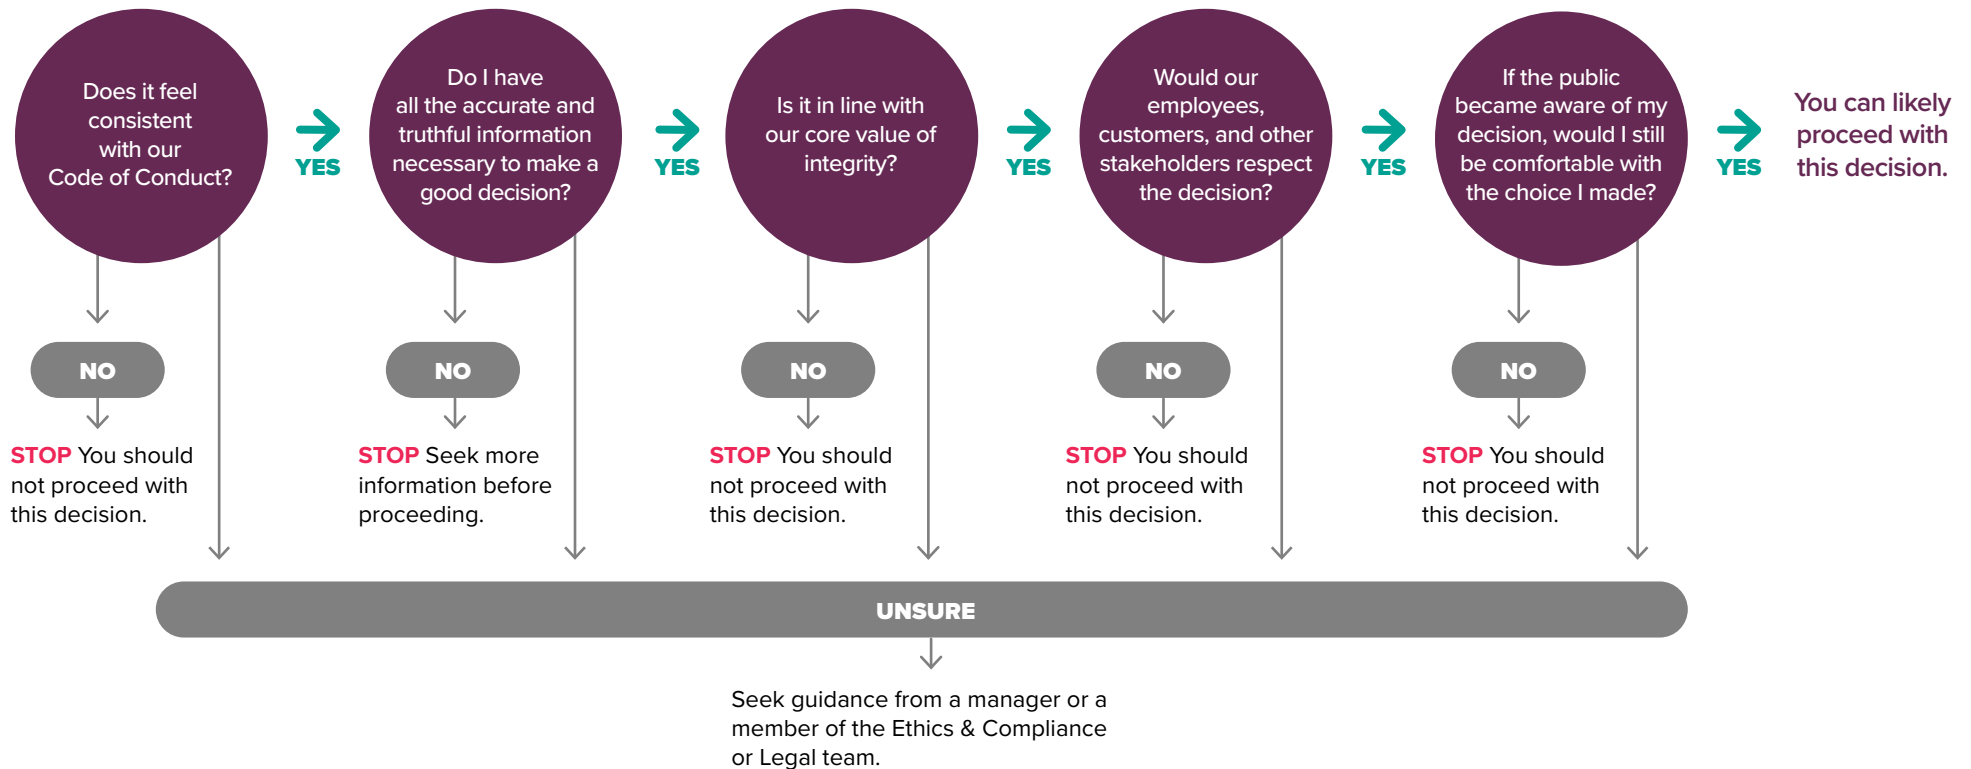 Does it feel
consistent
with our
Code of Conduct?
YES
Do I have
all the accurate and
truthful information
necessary to make a
good decision?
YES
Is it in line with
our core value of
integrity?
YES
Would our
employees,
customers, and other
stakeholders respect
the decision?
YES
If the public
became aware of my
decision, would I still
be comfortable with
the choice I made?
YES
You can likely
proceed with
this decision.
NO
STOP You should
not proceed with
this decision.
NO
STOP Seek more
information before
proceeding.
NO
STOP You should
not proceed with
this decision.
NO
STOP You should
not proceed with
this decision.
NO
STOP You should
not proceed with
this decision.
UNSURE
Seek guidance from a manager or a
member of the Ethics & Compliance
or Legal team.